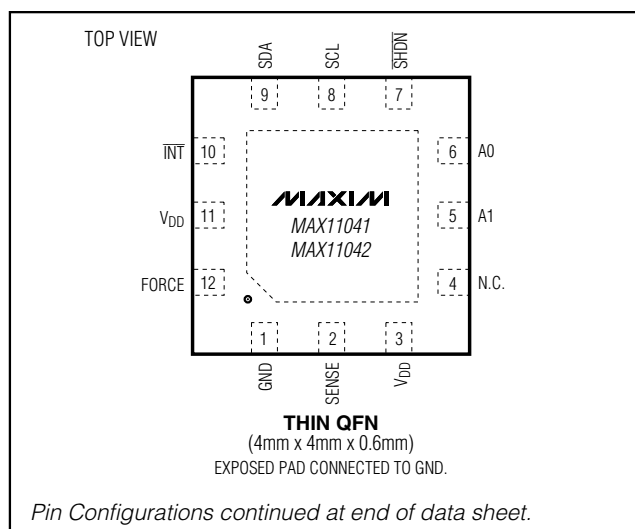 TOP VIEW
SDA
SCL
SHDN
9
8
7
INT
10
6
A0
MAXIM
VDD
11
MAX11041
5
A1
MAX11042
FORCE
12
4
N.C.
1
2
3
GND
SENSE
VDD
THIN QFN
(4mm x 4mm x 0.6mm)
EXPOSED PAD CONNECTED TO GND.
Pin Configurations continued at end of data sheet.